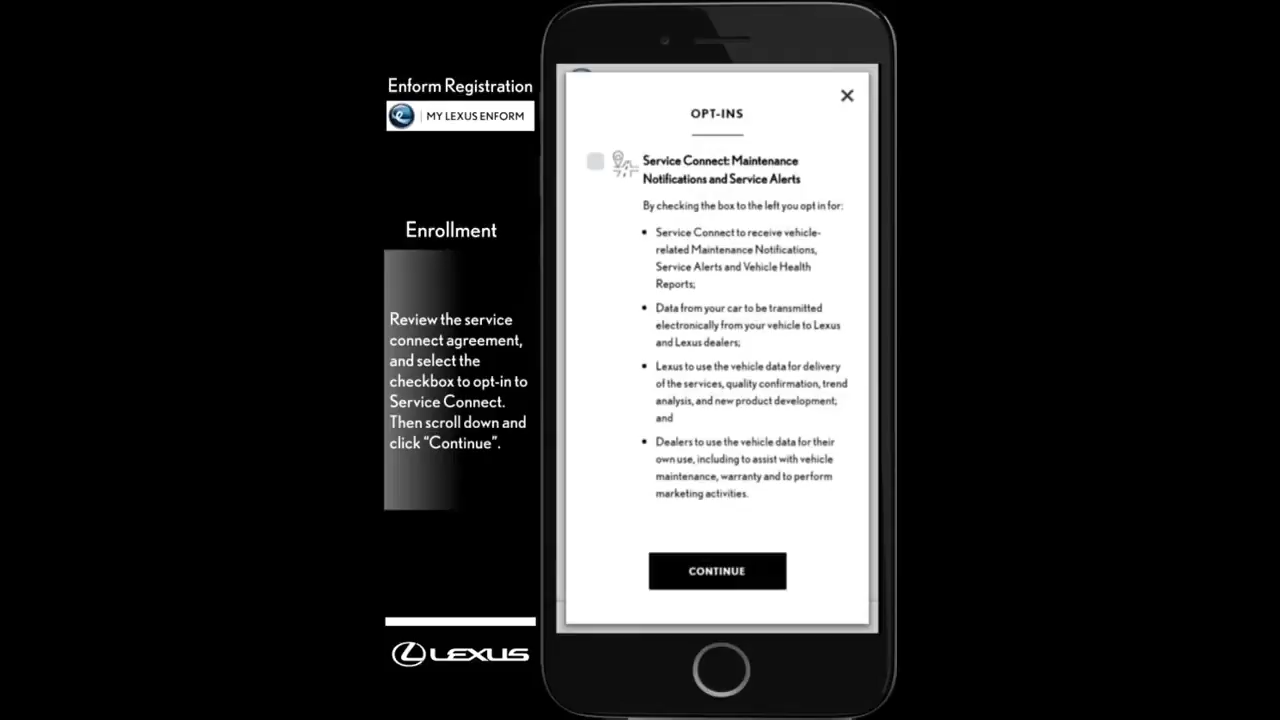 Enform Registration
MY LEXUS ENFORM
Enrollment
Review the service
connect agreement,
and select the
checkbox to opt-in to
Service Connect.
Then scroll down and
click “Continue”.
LEXUS
OPT-INS
Service Connect: Maintenance
Notifications and Service Alerts
By checking the box to the left you opt in for:
• Service Connect to receive vehicle-
related Maintenance Notifications,
Service Alerts and Vehicle Health
Reports;
• Data from your car to be transmitted
electronically from your vehicle to Lexus
and Lexus dealers;
• Lexus to use the vehicle data for delivery
of the services, quality confirmation, trend
analysis, and new product development;
and
• Dealers to use the vehicle data for their
own use, including to assist with vehicle
maintenance, warranty and to perform
marketing activities.
CONTINUE